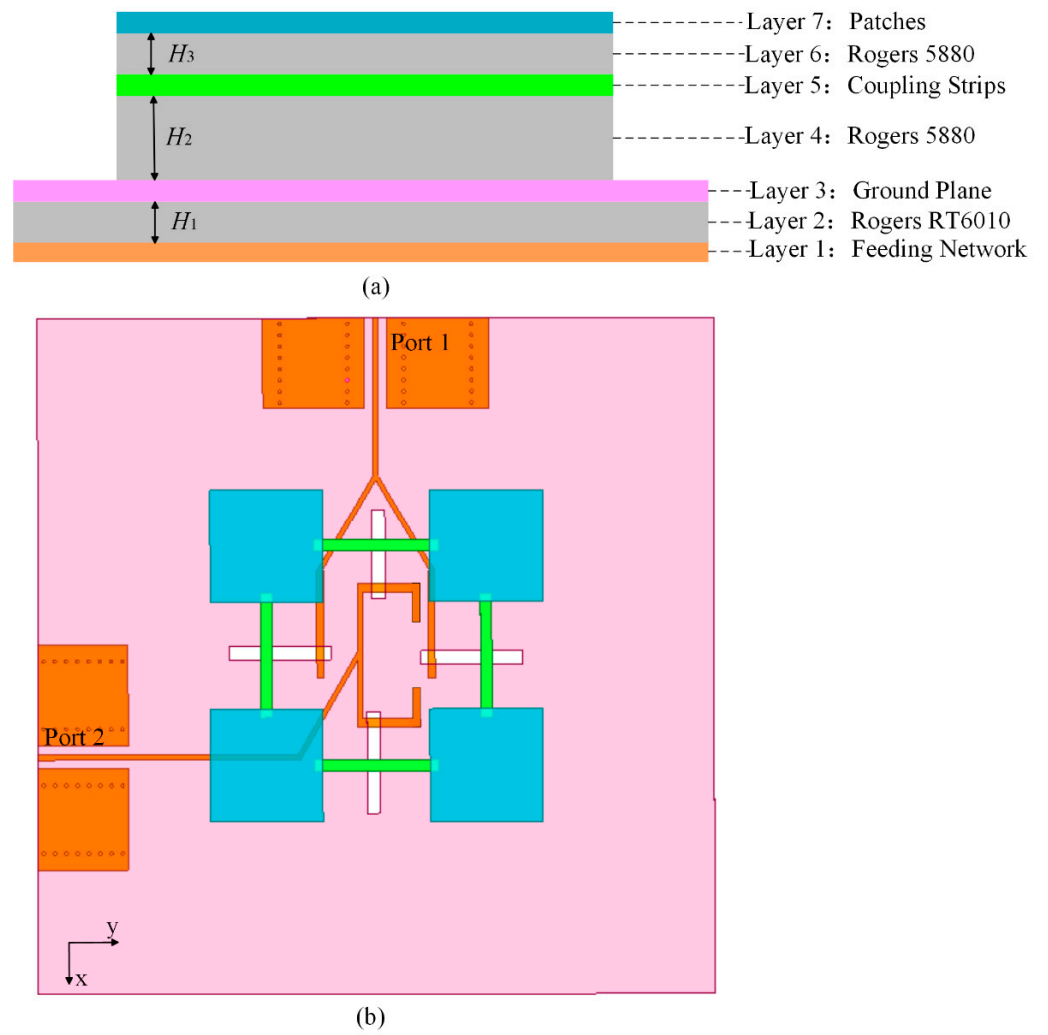 Layer 7：Patches
H3
Layer 6：Rogers 5880
Layer 5：Coupling Strips
H2
Layer 4：Rogers 5880
Layer 3：Ground Plane
H1
Layer 2：Rogers RT6010
Layer 1：Feeding Network
(a)
Port 1
Port 2
y
x
(b)